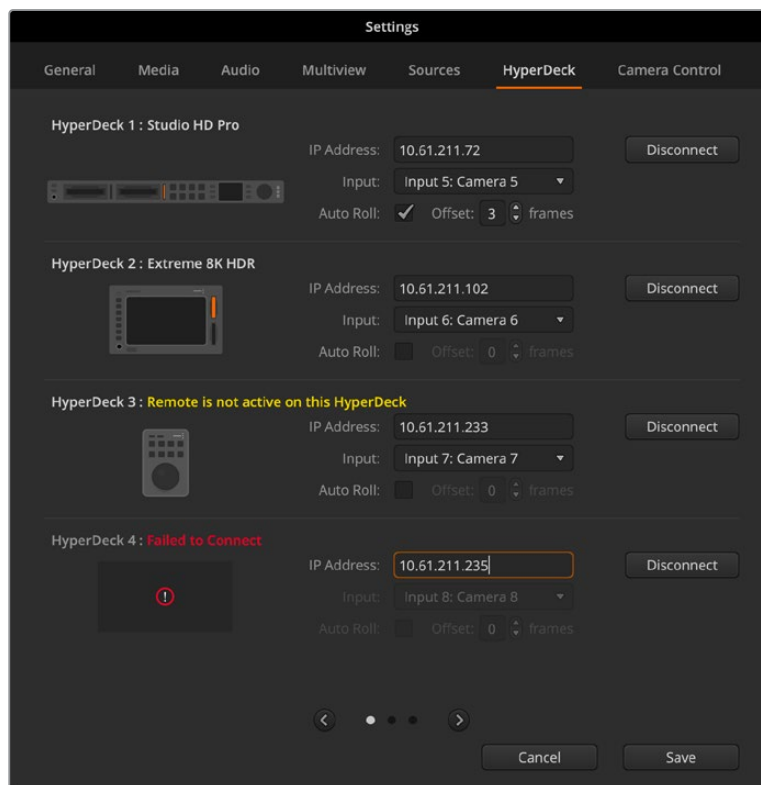 Settings
General Media Audio Multiview Sources HyperDeck Camera Control
HyperDeck 1 : Studio HD Pro
IP Address: 10.61.211.72 Disconnect
Input: Input 5: Camera 5
Auto Roll: Offset: 3 frames
HyperDeck 2 : Extreme 8K HDR
IP Address: 10.61.211.102 Disconnect
Input: Input 6: Camera 6
Auto Roll: Offset: 0 frames
HyperDeck 3 : Remote is not active on this HyperDeck
IP Address: 10.61.211.233 Disconnect
Input: Input 7: Camera 7
Auto Roll: Offset: 0 frames
HyperDeck 4 : Failed to Connect
IP Address: 10.61.211.235 Disconnect
!
Input: Input 8: Camera 8
Auto Roll: Offset: 0 frames
Cancel Save